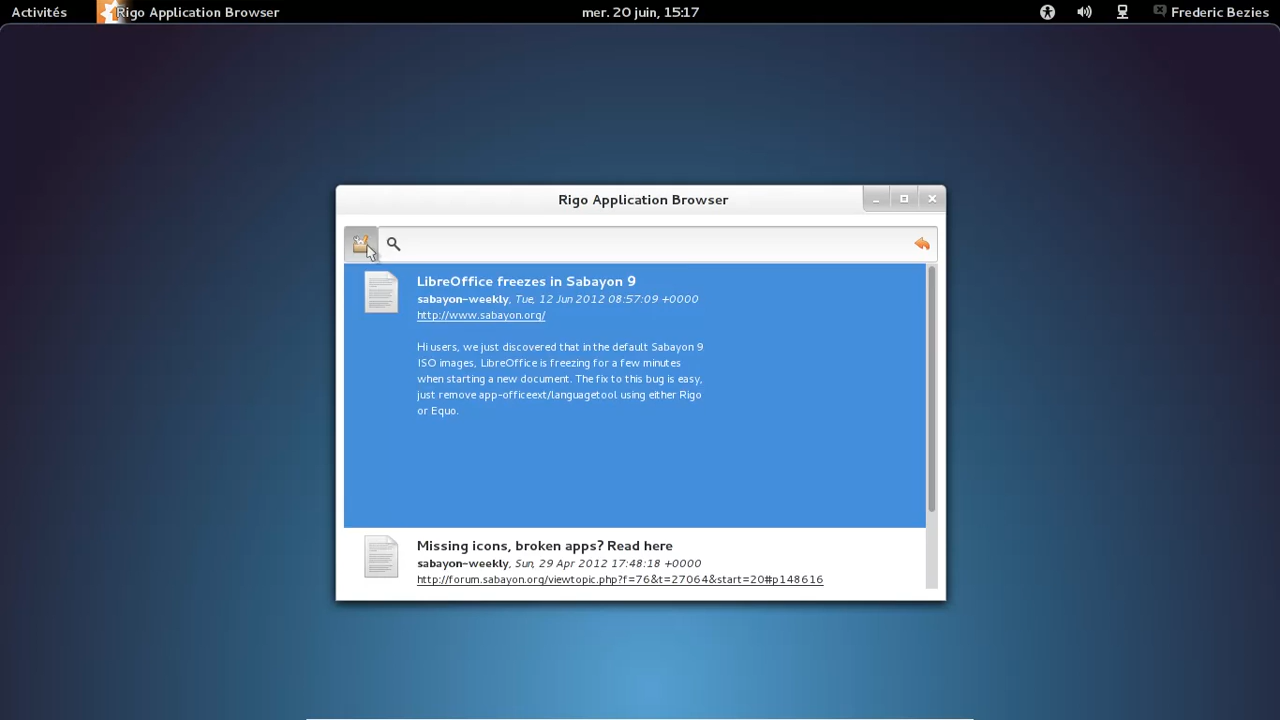 Activités Rigo Application Browser mer. 20 juin, 15:17 Frederic Bezies
Rigo Application Browser
LibreOffice freezes in Sabayon 9
sabayon-weekly, Tue, 12 Jun 2012 08:57:09 +0000
http://www.sabayon.org/
Hi users, we just discovered that in the default Sabayon 9
ISO images, LibreOffice is freezing for a few minutes
when starting a new document. The fix to this bug is easy,
just remove app-officeext/languagetool using either Rigo
or Equo.
Missing icons, broken apps? Read here
sabayon-weekly, Sun, 29 Apr 2012 17:48:18 +0000
http://forum.sabayon.org/viewtopic.php?f=76&t=27064&start=20#p148616